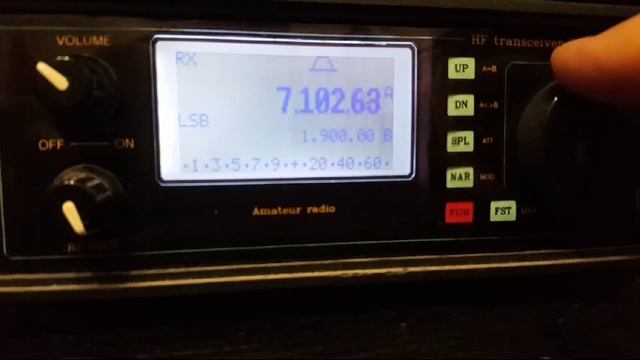 VOLUME
OFF
ON
RX
7.102.63 A
LSB
1.900.00 B
·1·3·5·7·9·+·20·40·60·
Amateur radio
HF transceiver
UP A=B
DN A<>B
SPL ATT
NAR MOD
FUN
FST